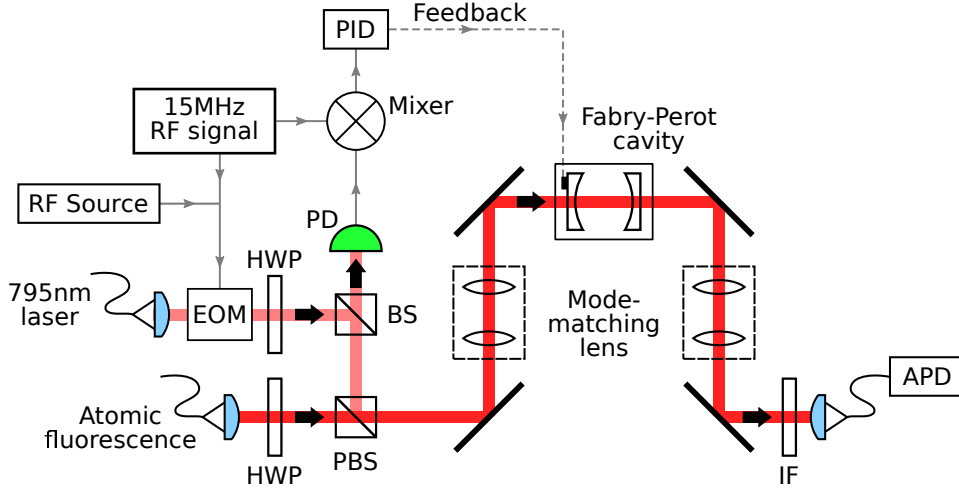 Feedback
PID
15MHz
RF signal
Mixer
Fabry-Perot
cavity
RF Source
PD
HWP
795nm
laser
EOM
BS
Mode-
matching
lens
APD
Atomic
fluorescence
HWP
PBS
IF